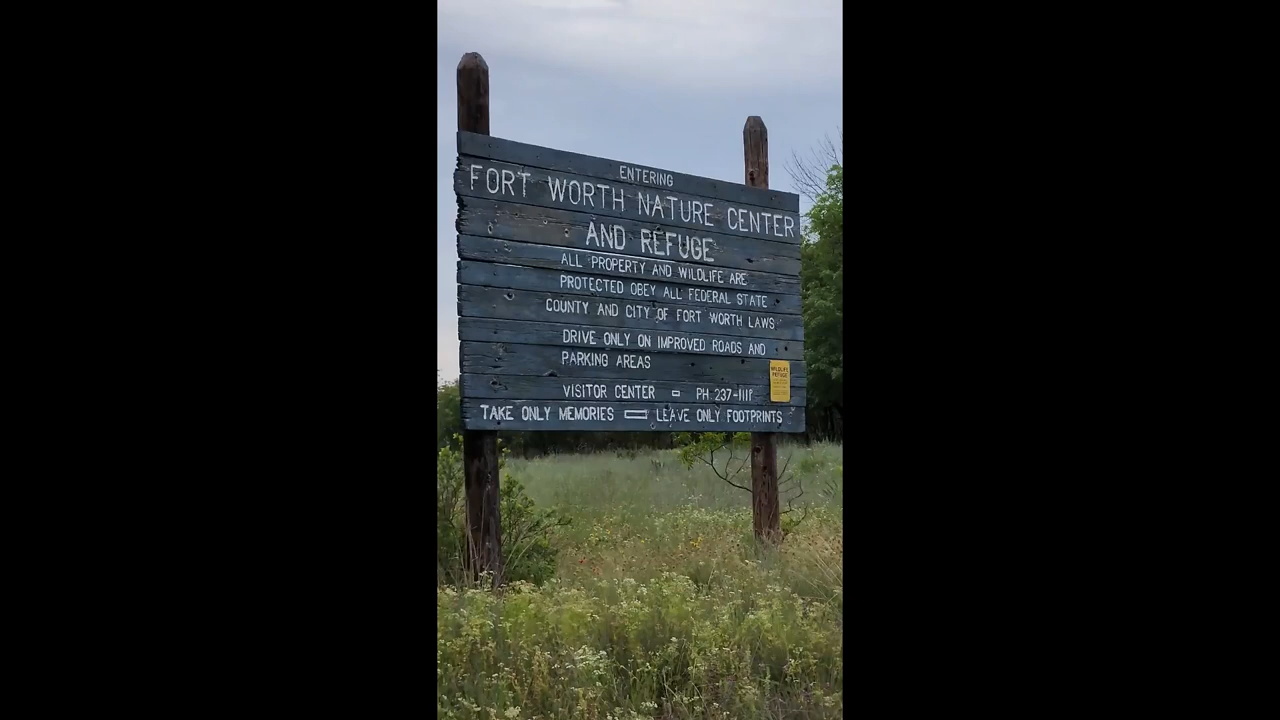 ENTERING
FORT WORTH NATURE CENTER
AND REFUGE
ALL PROPERTY AND WILDLIFE ARE
PROTECTED OBEY ALL FEDERAL STATE
COUNTY AND CITY OF FORT WORTH LAWS
DRIVE ONLY ON IMPROVED ROADS AND
PARKING AREAS
VISITOR CENTER - PH. 237-1111
TAKE ONLY MEMORIES - LEAVE ONLY FOOTPRINTS
WILDLIFE
REFUGE